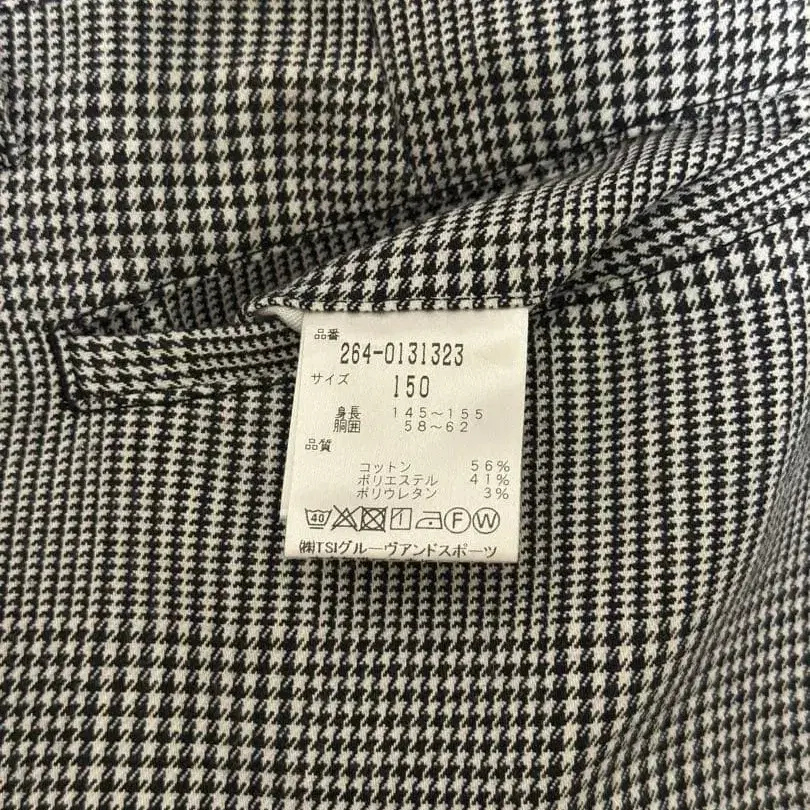 品番
264-0131323
サイズ 150
身長 145～155
胴囲 58～62
品質
コットン 56%
ポリエステル 41%
ポリウレタン 3%
40 F W
㈱TSIグルーヴアンドスポーツ